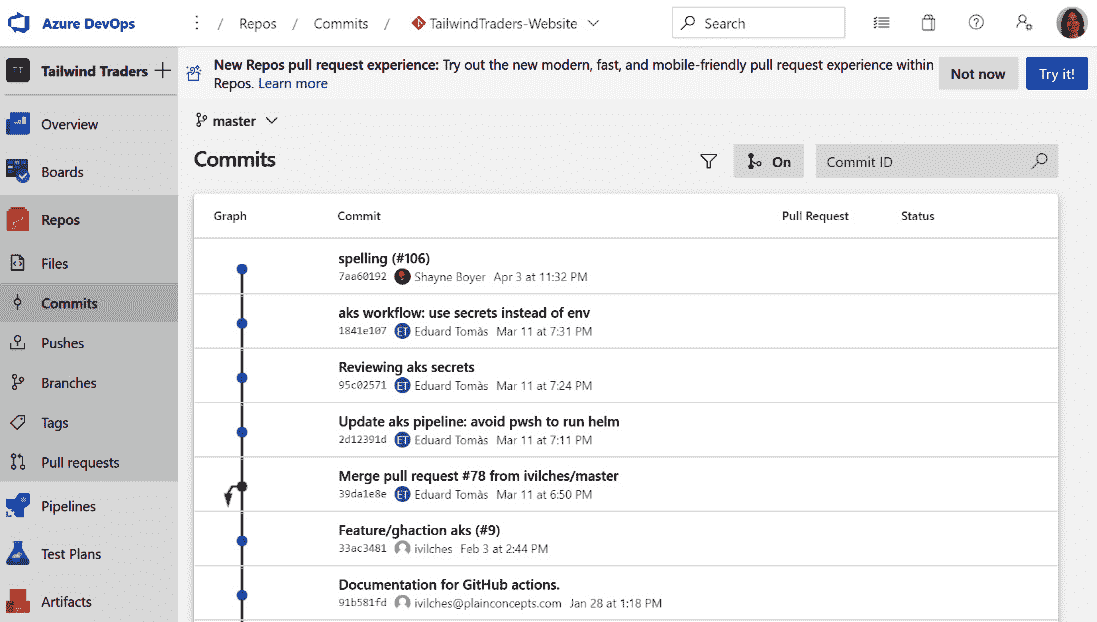 Azure DevOps
/ Repos / Commits / TailwindTraders-Website
Search
TT
Tailwind Traders
New Repos pull request experience: Try out the new modern, fast, and mobile-friendly pull request experience within
Repos. Learn more
Not now
Try it!
Overview
Boards
Repos
Files
Commits
Pushes
Branches
Tags
Pull requests
Pipelines
Test Plans
Artifacts
master
Commits
On
Commit ID
Graph Commit Pull Request Status
spelling (#106)
7aa60192 Shayne Boyer Apr 3 at 11:32 PM
aks workflow: use secrets instead of env
1841e107 ET Eduard Tomàs Mar 11 at 7:31 PM
Reviewing aks secrets
95c02571 ET Eduard Tomàs Mar 11 at 7:24 PM
Update aks pipeline: avoid pwsh to run helm
2d12391d ET Eduard Tomàs Mar 11 at 7:11 PM
Merge pull request #78 from ivilches/master
39da1e8e ET Eduard Tomàs Mar 11 at 6:50 PM
Feature/ghaction aks (#9)
33ac3481 ivilches Feb 3 at 2:44 PM
Documentation for GitHub actions.
91b581fd ivilches@plainconcepts.com Jan 28 at 1:18 PM